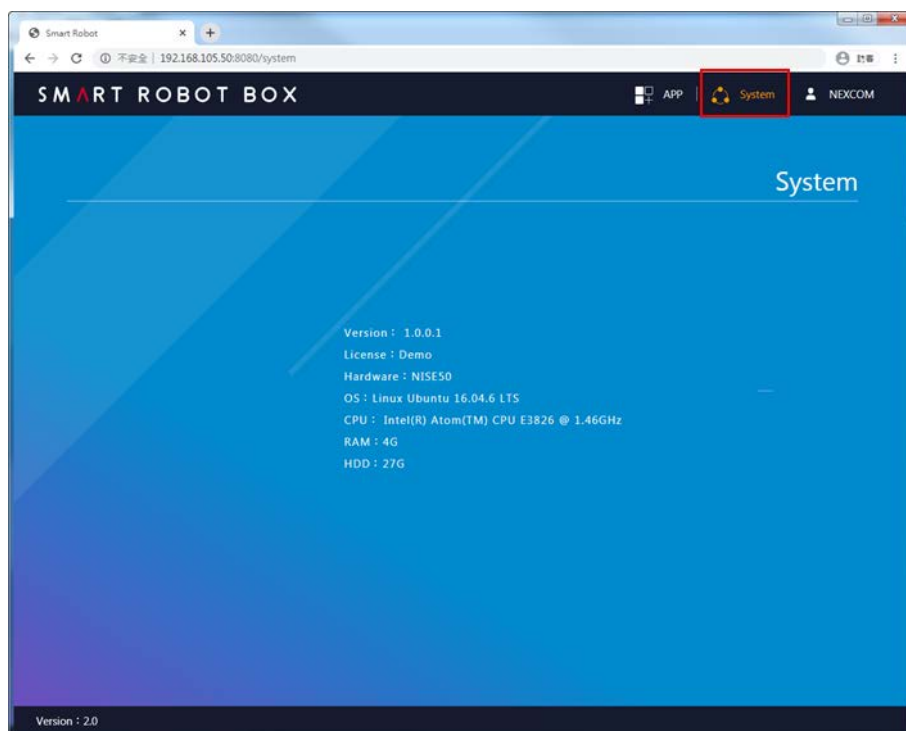 Smart Robot
不安全 | 192.168.105.50:8080/system
訪客
SMART ROBOT BOX
APP | System NEXCOM
System
Version： 1.0.0.1
License：Demo
Hardware：NISE50
OS：Linux Ubuntu 16.04.6 LTS
CPU： Intel(R) Atom(TM) CPU E3826 @ 1.46GHz
RAM：4G
HDD：27G
Version：2.0